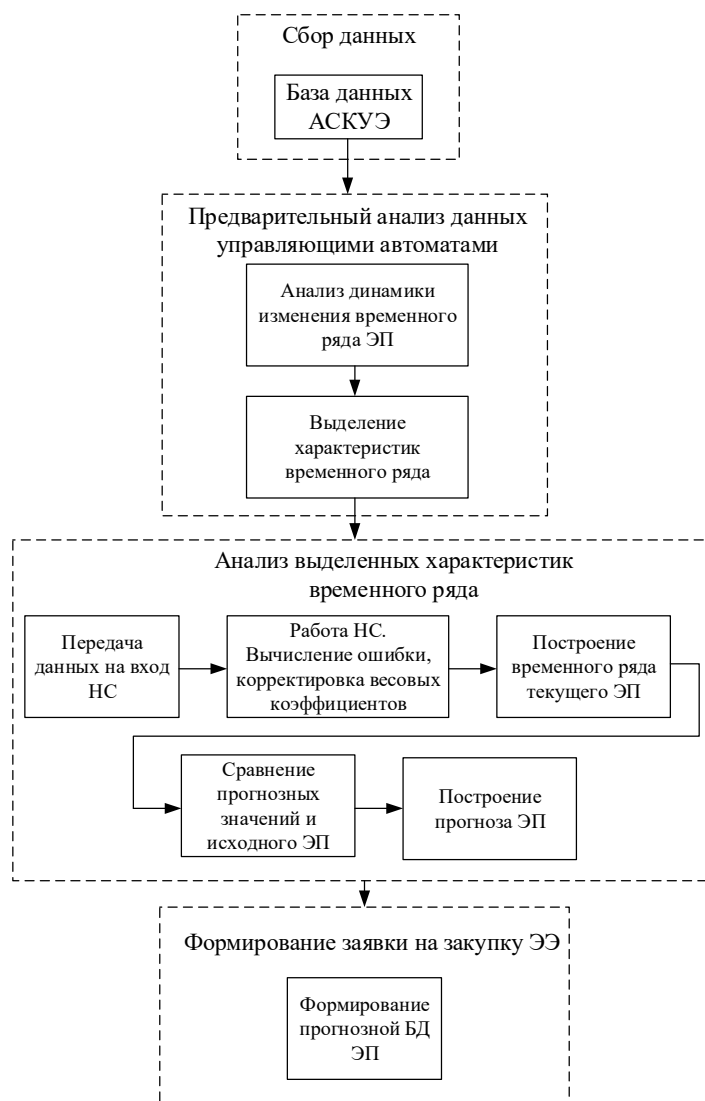 Сбор данных
База данных
АСКУЭ
Предварительный анализ данных
управляющими автоматами
Анализ динамики
изменения временного
ряда ЭП
Выделение
характеристик
временного ряда
Анализ выделенных характеристик
временного ряда
Передача
данных на вход
НС
Работа НС.
Вычисление ошибки,
корректировка весовых
коэффициентов
Построение
временного ряда
текущего ЭП
Сравнение
прогнозных
значений и
исходного ЭП
Построение
прогноза ЭП
Формирование заявки на закупку ЭЭ
Формирование
прогнозной БД
ЭП